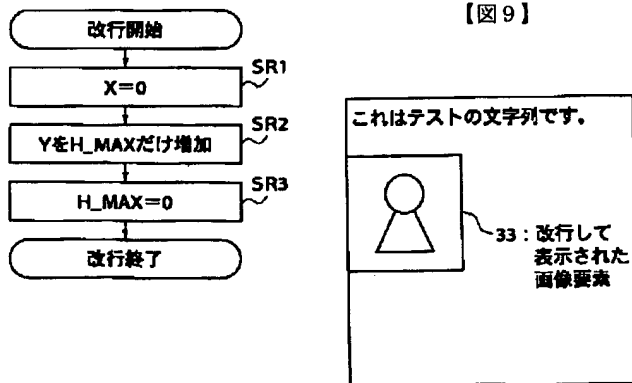 改行開始
SR1
X=0
SR2
YをH_MAXだけ増加
SR3
H_MAX=0
改行終了
【図9】
これはテストの文字列です。
33：改行して
表示された
画像要素